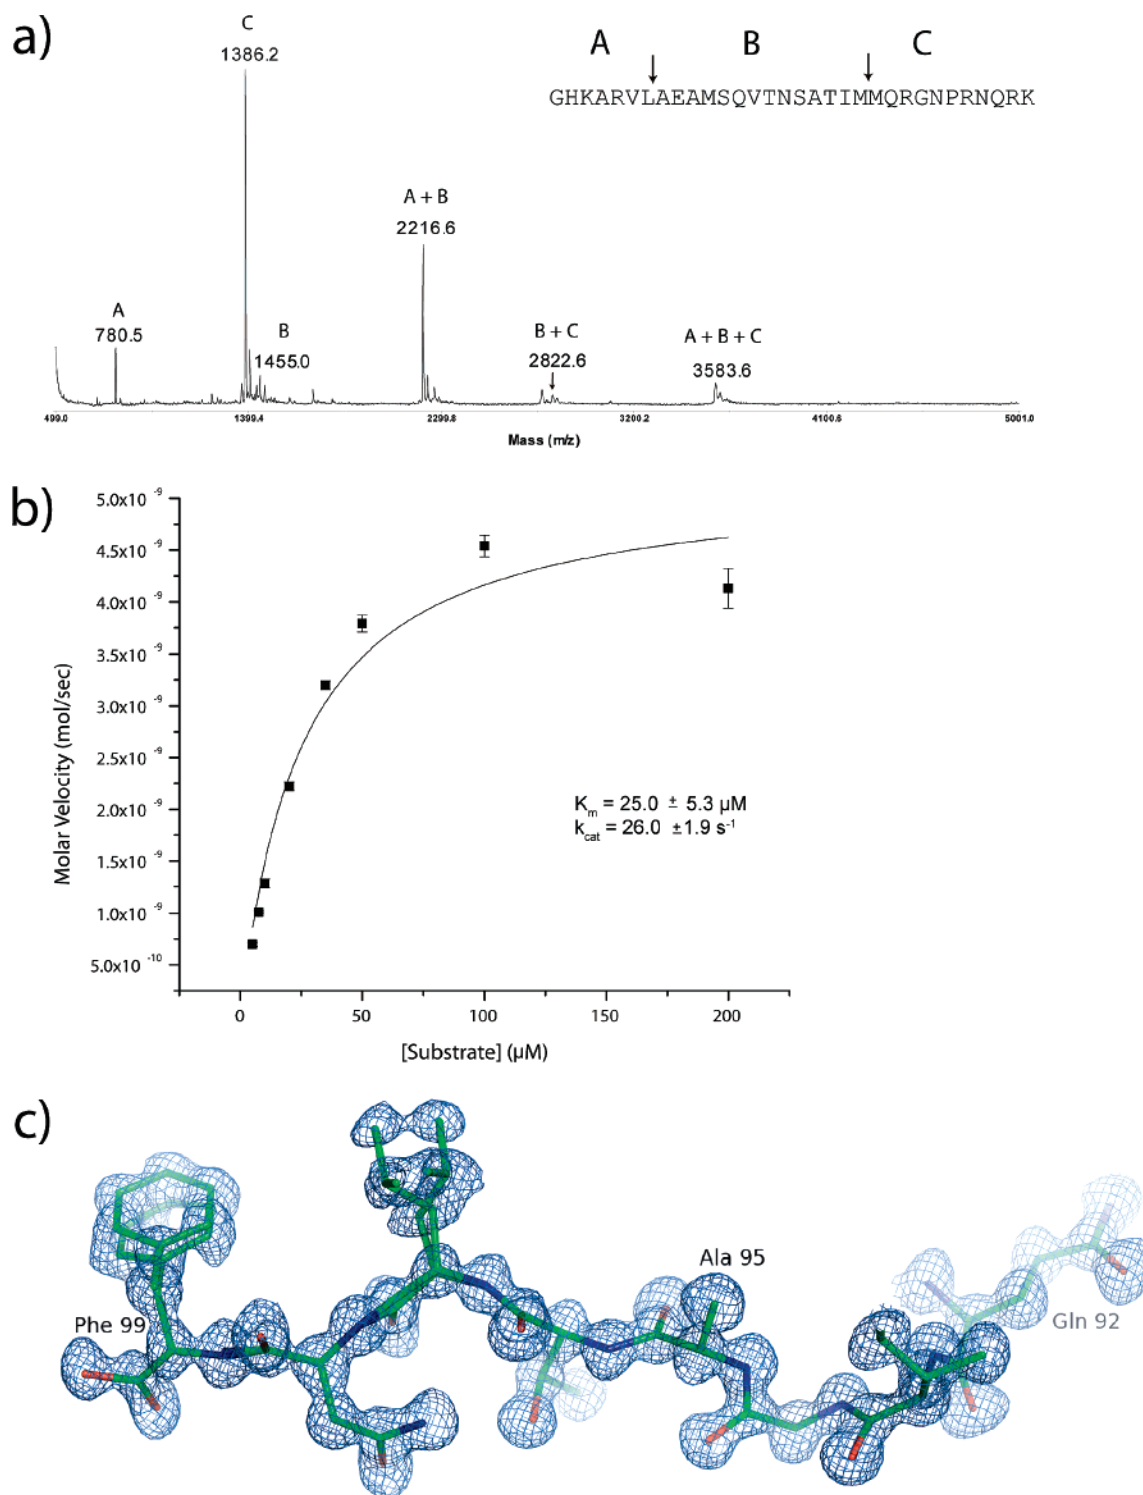 a)
C
1386.2
A B C
GHKARVLAEAMSQVTNSATIMMQRGNPRNQRK
A + B
2216.6
A
780.5
B
1455.0
B + C
2822.6
A + B + C
3583.6
499.0 1399.4 2299.8 3200.2 4100.6 5001.0
Mass (m/z)
b)
5.0x10 -9
4.5x10 -9
4.0x10 -9
3.5x10 -9
3.0x10 -9
2.5x10 -9
2.0x10 -9
1.5x10 -9
1.0x10 -9
5.0x10 -10
Molar Velocity (mol/sec)
Km = 25.0 ± 5.3 µM
kcat = 26.0 ±1.9 s-1
0 50 100 150 200
[Substrate] (µM)
c)
Ala 95
Phe 99
Gln 92